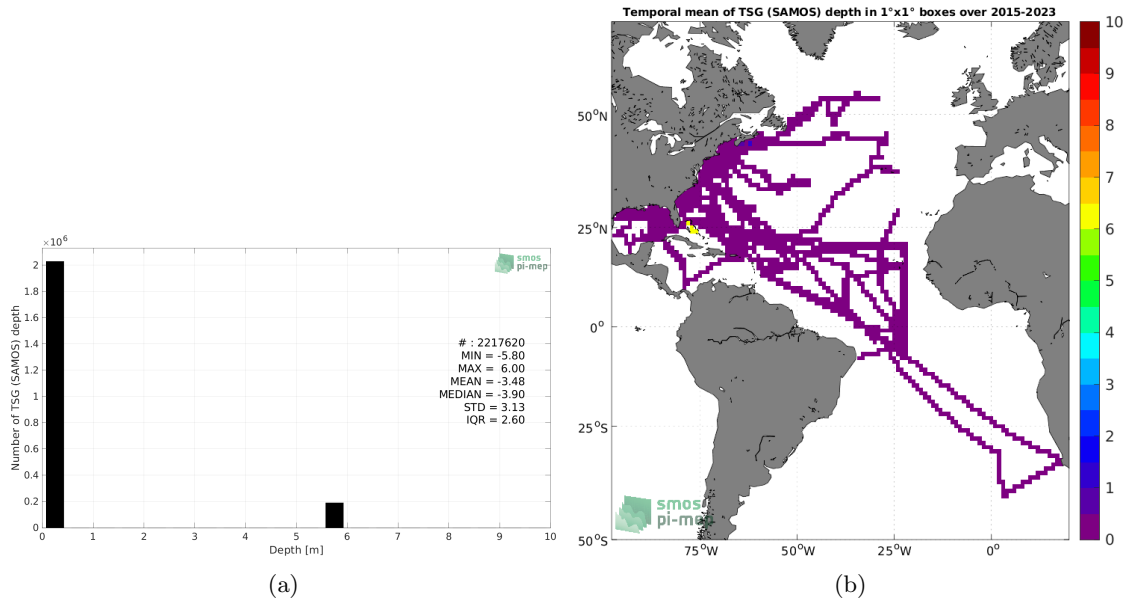 ×10⁶
2
1.8
1.6
1.4
1.2
1
0.8
0.6
0.4
0.2
0
Number of TSG (SAMOS) depth
0 1 2 3 4 5 6 7 8 9 10
Depth [m]
smos
pi-mep
# : 2217620
MIN = -5.80
MAX = 6.00
MEAN = -3.48
MEDIAN = -3.90
STD = 3.13
IQR = 2.60
(a)
Temporal mean of TSG (SAMOS) depth in 1°x1° boxes over 2015-2023
50°N
25°N
0°
25°S
50°S
75°W 50°W 25°W 0°
smos
pi-mep
10
9
8
7
6
5
4
3
2
1
0
(b)